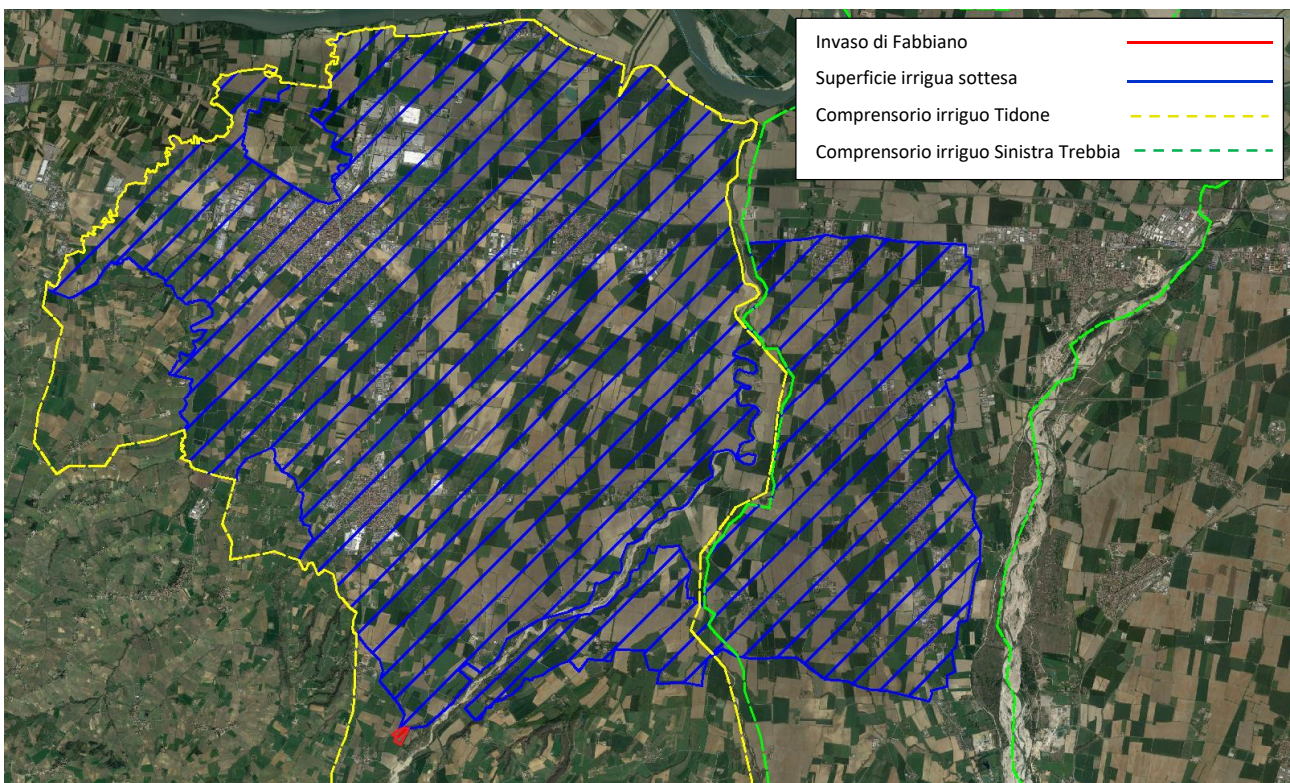 Invaso di Fabbiano
Superficie irrigua sottesa
Comprensorio irriguo Tidone
Comprensorio irriguo Sinistra Trebbia